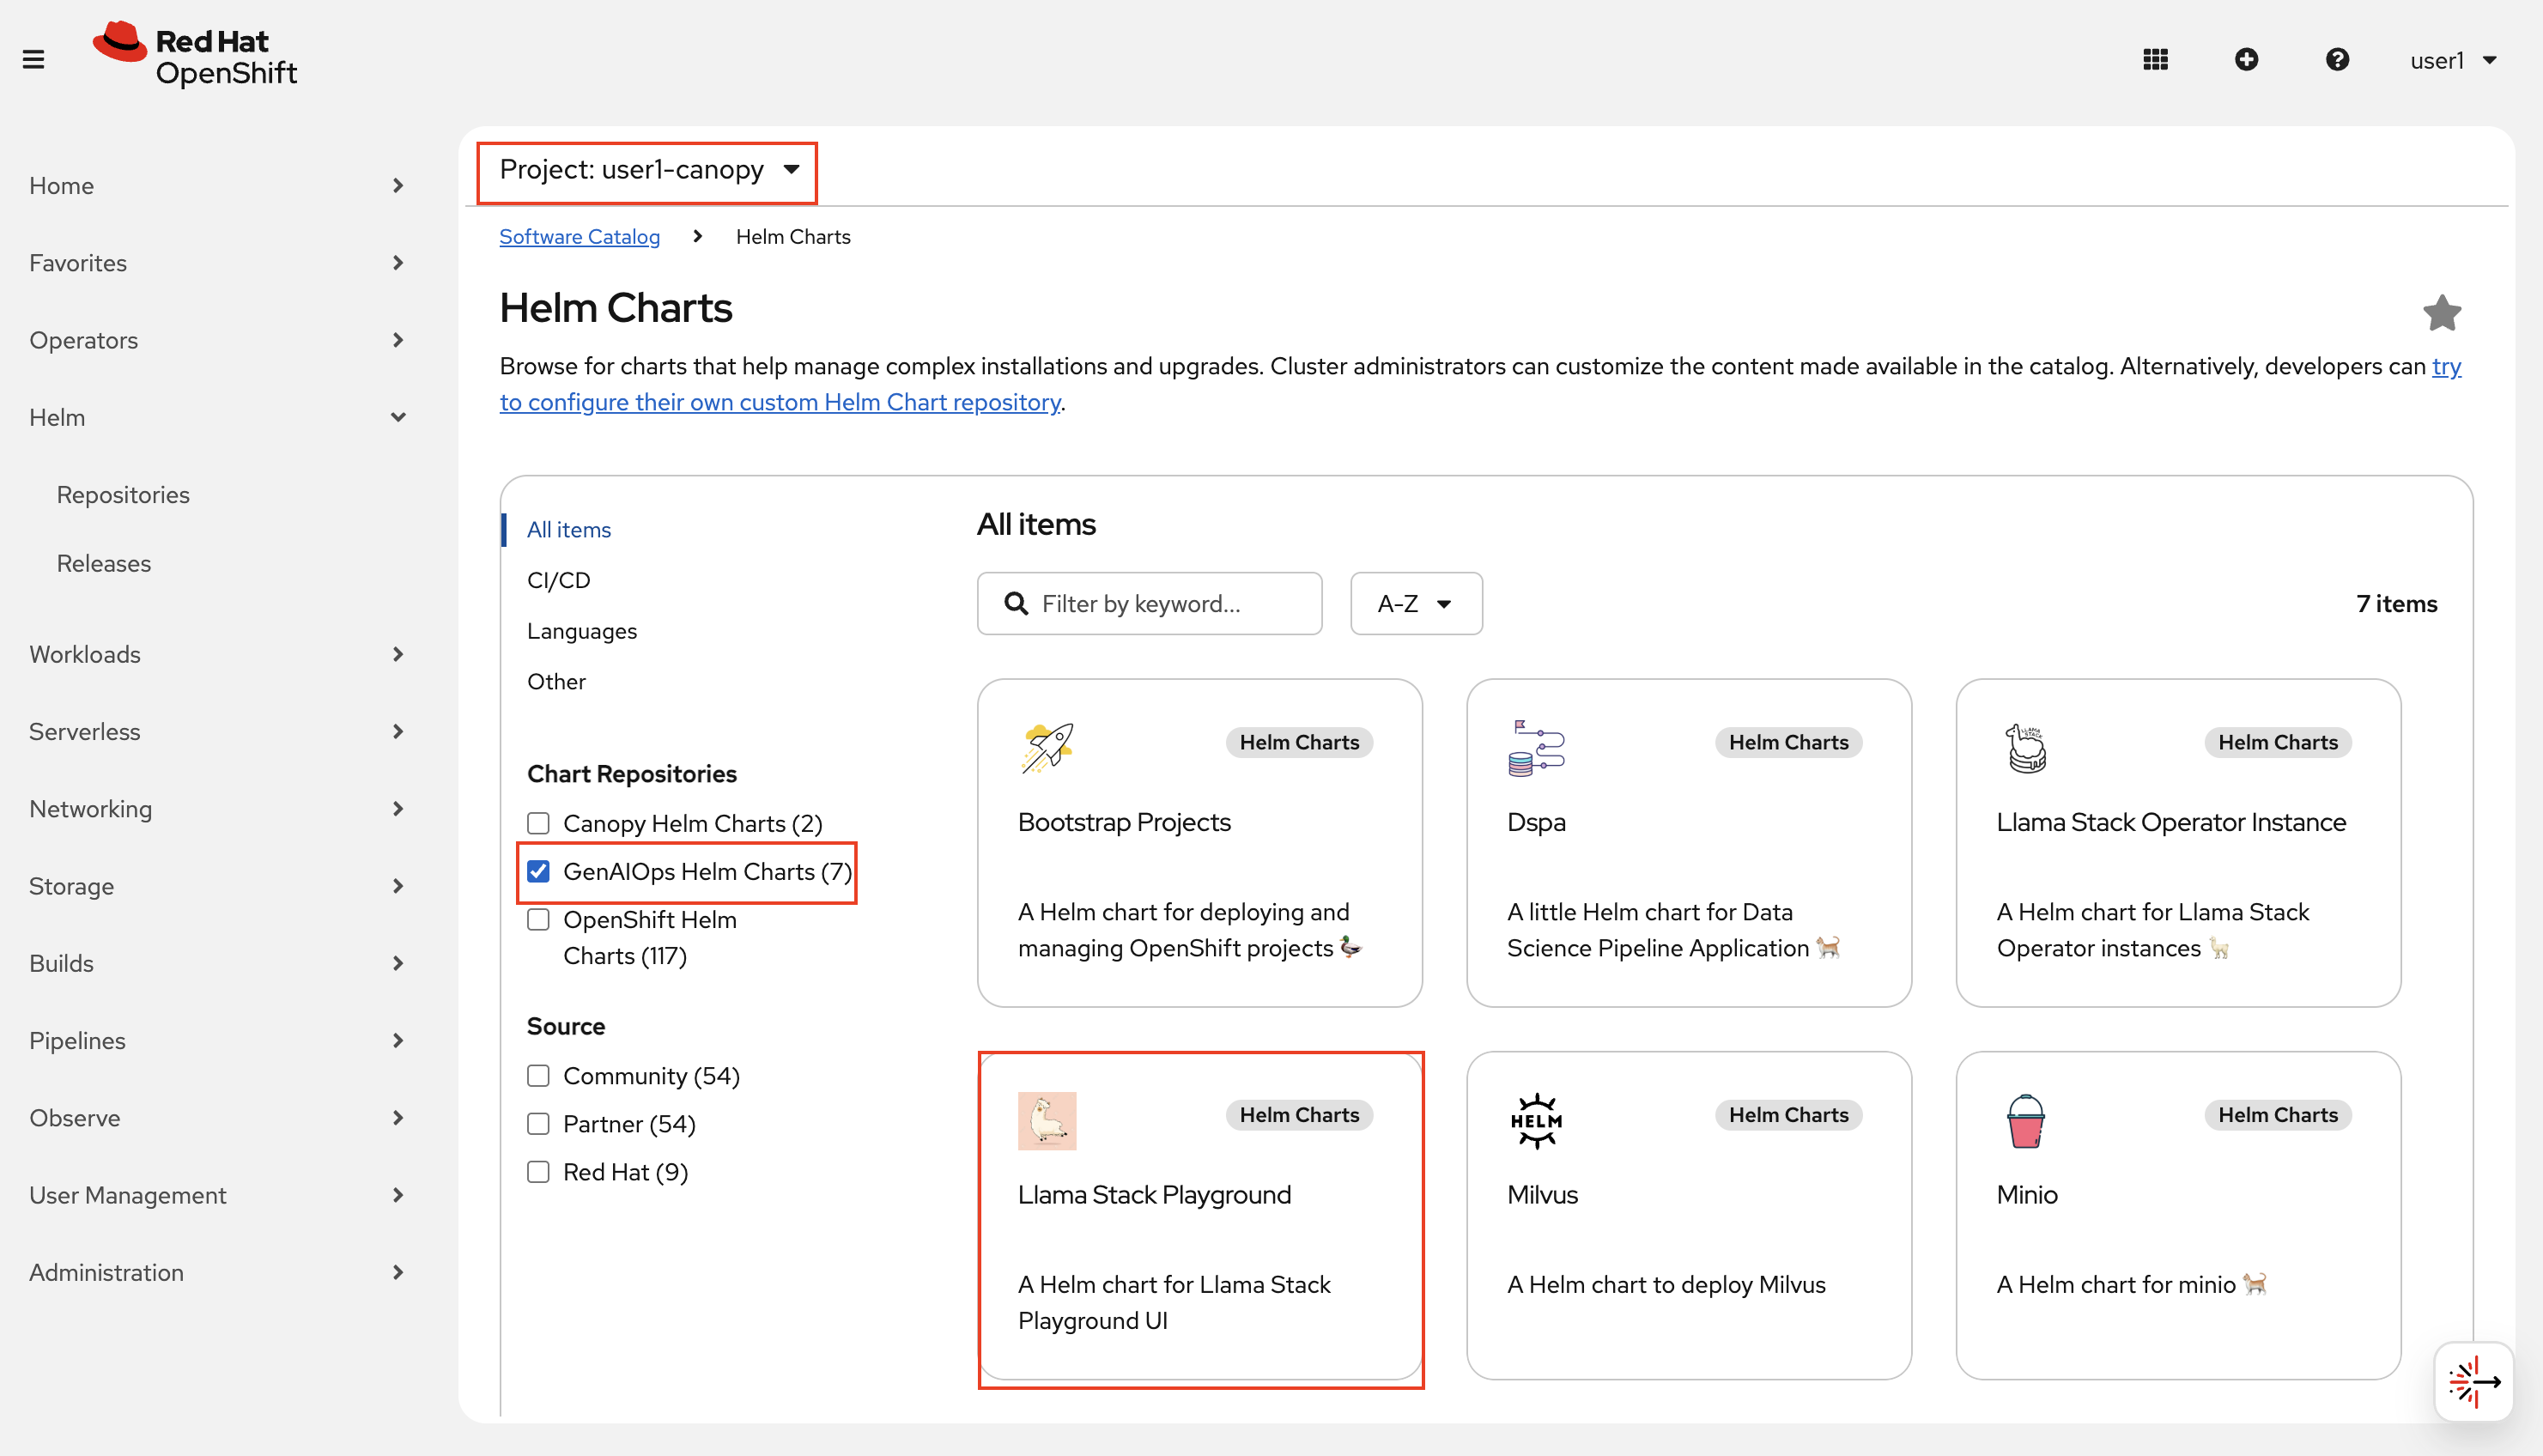 Red Hat
OpenShift
user1
Home
Favorites
Operators
Helm
Repositories
Releases
Workloads
Serverless
Networking
Storage
Builds
Pipelines
Observe
User Management
Administration
Project: user1-canopy
Software Catalog
Helm Charts
Helm Charts
Browse for charts that help manage complex installations and upgrades. Cluster administrators can customize the content made available in the catalog. Alternatively, developers can try
to configure their own custom Helm Chart repository.
All items
CI/CD
Languages
Other
Chart Repositories
Canopy Helm Charts (2)
GenAIOps Helm Charts (7)
OpenShift Helm
Charts (117)
Source
Community (54)
Partner (54)
Red Hat (9)
All items
Filter by keyword...
A-Z
7 items
Helm Charts
Bootstrap Projects
A Helm chart for deploying and
managing OpenShift projects 🦆
Helm Charts
Dspa
A little Helm chart for Data
Science Pipeline Application 🐈
LLAMA
STACK
Helm Charts
Llama Stack Operator Instance
A Helm chart for Llama Stack
Operator instances 🦙
Helm Charts
Llama Stack Playground
A Helm chart for Llama Stack
Playground UI
HELM
Helm Charts
Milvus
A Helm chart to deploy Milvus
Helm Charts
Minio
A Helm chart for minio 🐈